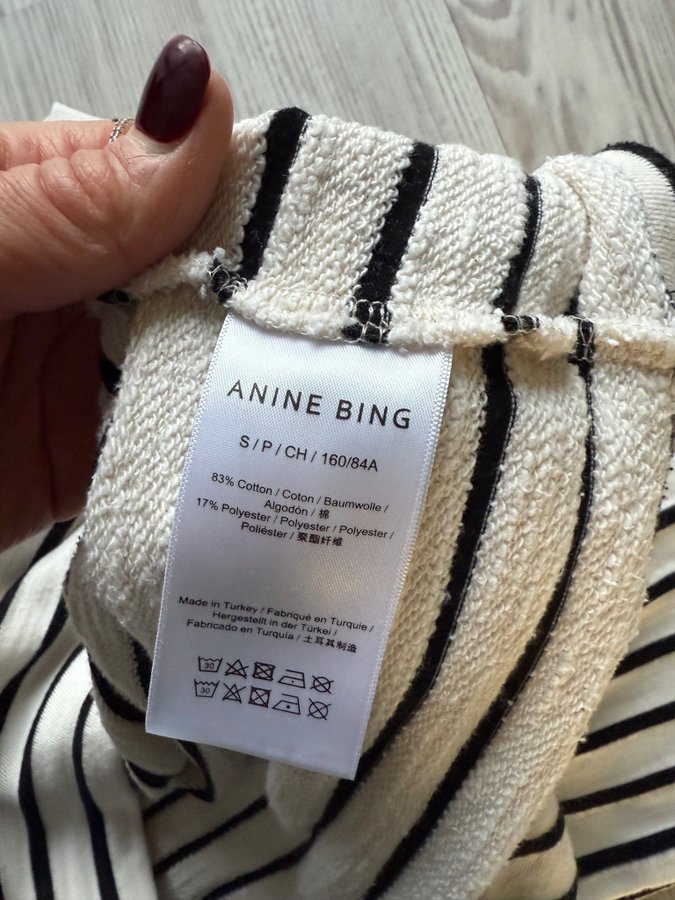 ANINE BING
S / P / CH / 160/84A
83% Cotton / Coton / Baumwolle /
Algodón / 棉
17% Polyester / Polyester / Polyester /
Poliéster / 聚酯纤维
Made in Turkey / Fabriqué en Turquie /
Hergestellt in der Türkei /
Fabricado en Turquía / 土耳其制造
30
30